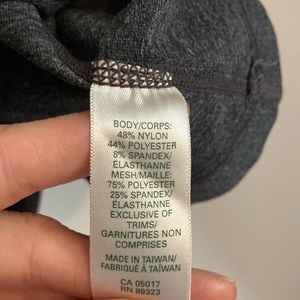 BODY/CORPS:
48% NYLON
44% POLYESTER
8% SPANDEX/
ÉLASTHANNE
MESH/MAILLE:
75% POLYESTER
25% SPANDEX/
ÉLASTHANNE
EXCLUSIVE OF
TRIMS/
GARNITURES NON
COMPRISES
MADE IN TAIWAN/
FABRIQUÉ À TAÏWAN
CA 05017
RN 89323